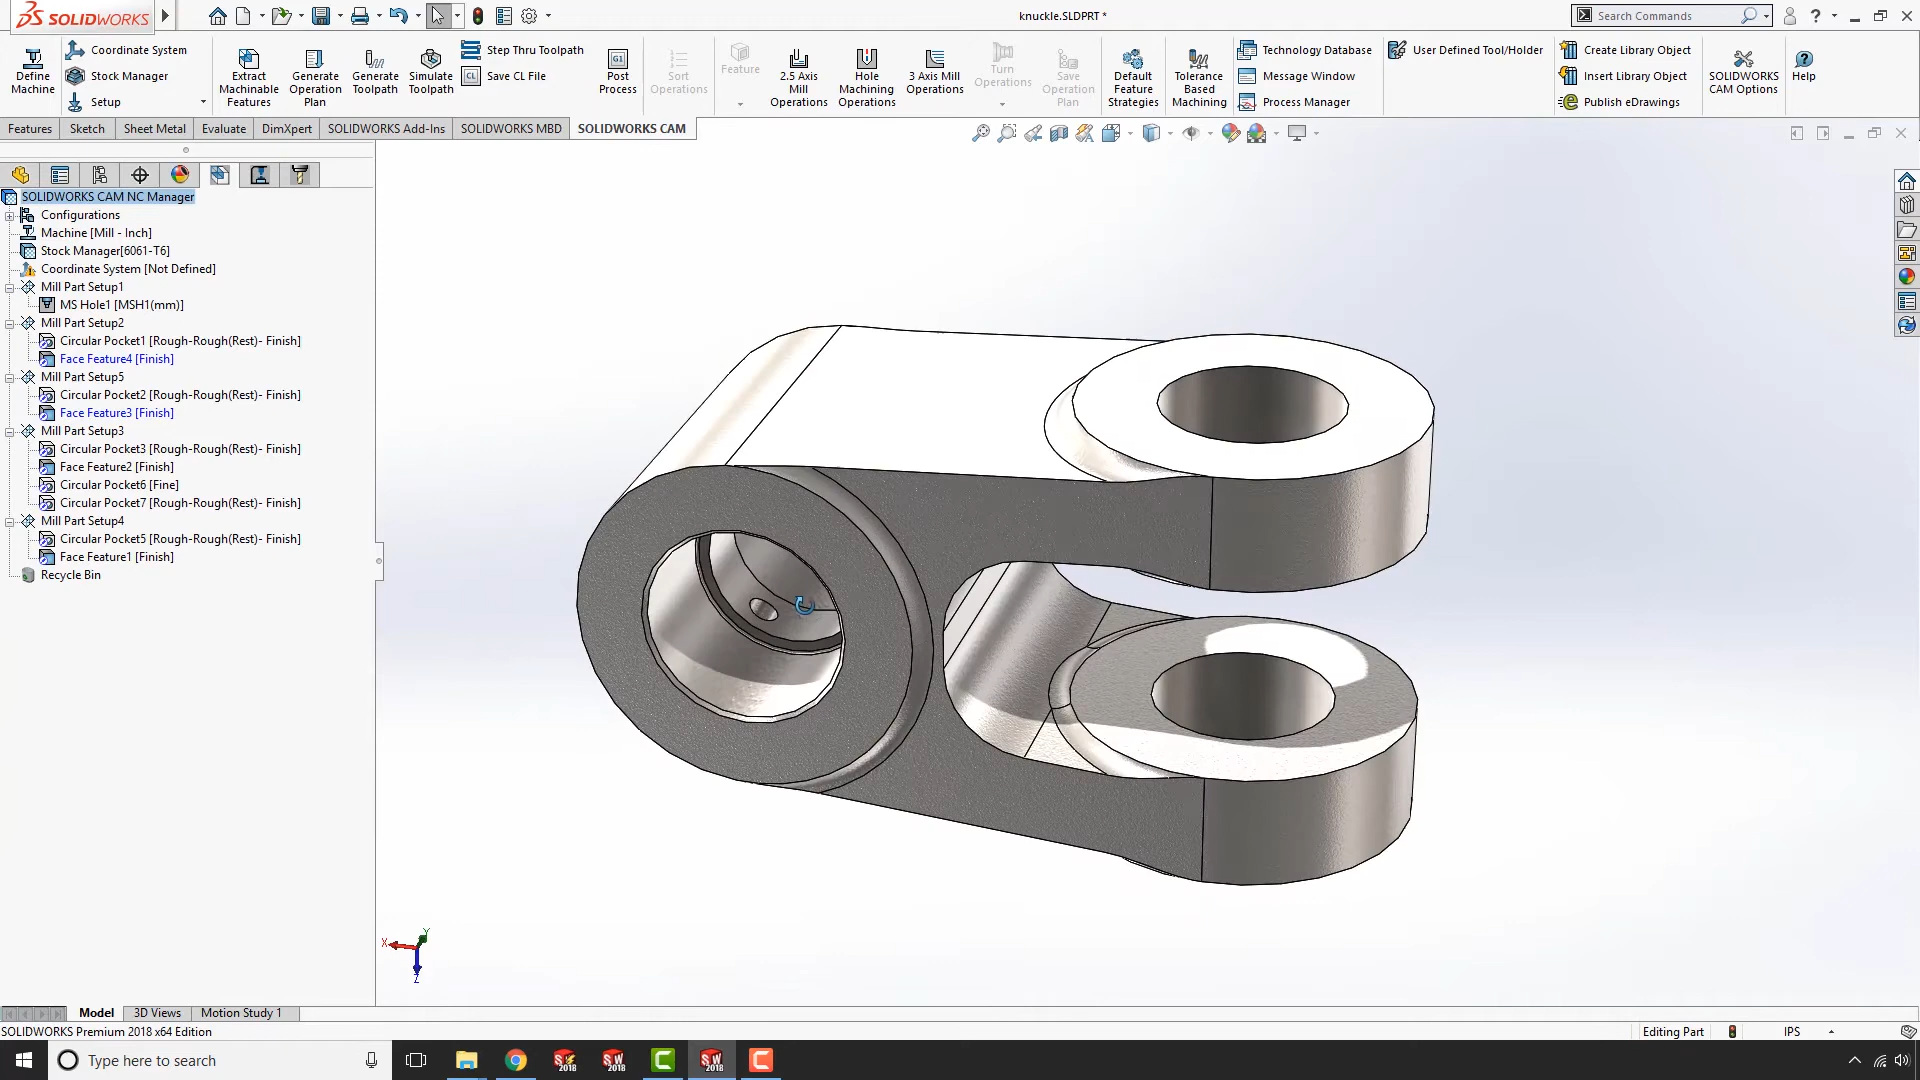 SOLIDWORKS
knuckle.SLDPRT *
Search Commands
Define Machine
Coordinate System
Stock Manager
Setup
Extract Machinable Features
Generate Operation Plan
Generate Toolpath
Simulate Toolpath
Step Thru Toolpath
CL Save CL File
G1
Post Process
Sort Operations
Feature
2.5 Axis Mill Operations
Hole Machining Operations
3 Axis Mill Operations
Turn Operations
Save Operation Plan
Default Feature Strategies
Tolerance Based Machining
Technology Database
Message Window
Process Manager
User Defined Tool/Holder
Create Library Object
Insert Library Object
Publish eDrawings
SOLIDWORKS CAM Options
Help
Features
Sketch
Sheet Metal
Evaluate
DimXpert
SOLIDWORKS Add-Ins
SOLIDWORKS MBD
SOLIDWORKS CAM
SOLIDWORKS CAM NC Manager
Configurations
Machine [Mill - Inch]
Stock Manager[6061-T6]
Coordinate System [Not Defined]
Mill Part Setup1
MS Hole1 [MSH1(mm)]
Mill Part Setup2
Circular Pocket1 [Rough-Rough(Rest)- Finish]
Face Feature4 [Finish]
Mill Part Setup5
Circular Pocket2 [Rough-Rough(Rest)- Finish]
Face Feature3 [Finish]
Mill Part Setup3
Circular Pocket3 [Rough-Rough(Rest)- Finish]
Face Feature2 [Finish]
Circular Pocket6 [Fine]
Circular Pocket7 [Rough-Rough(Rest)- Finish]
Mill Part Setup4
Circular Pocket5 [Rough-Rough(Rest)- Finish]
Face Feature1 [Finish]
Recycle Bin
X
Y
Z
Model
3D Views
Motion Study 1
SOLIDWORKS Premium 2018 x64 Edition
Editing Part
IPS
Type here to search
SW 2018
SW 2018
SW 2018